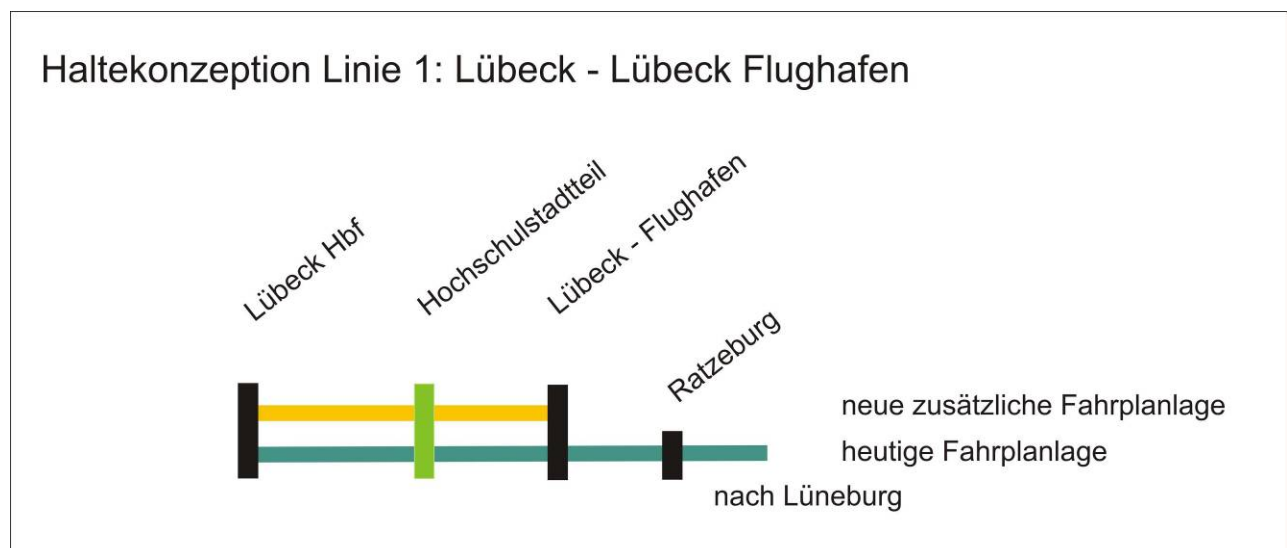 Haltekonzeption Linie 1: Lübeck - Lübeck Flughafen
Lübeck Hbf
Hochschulstadtteil
Lübeck - Flughafen
Ratzeburg
neue zusätzliche Fahrplanlage
heutige Fahrplanlage
nach Lüneburg